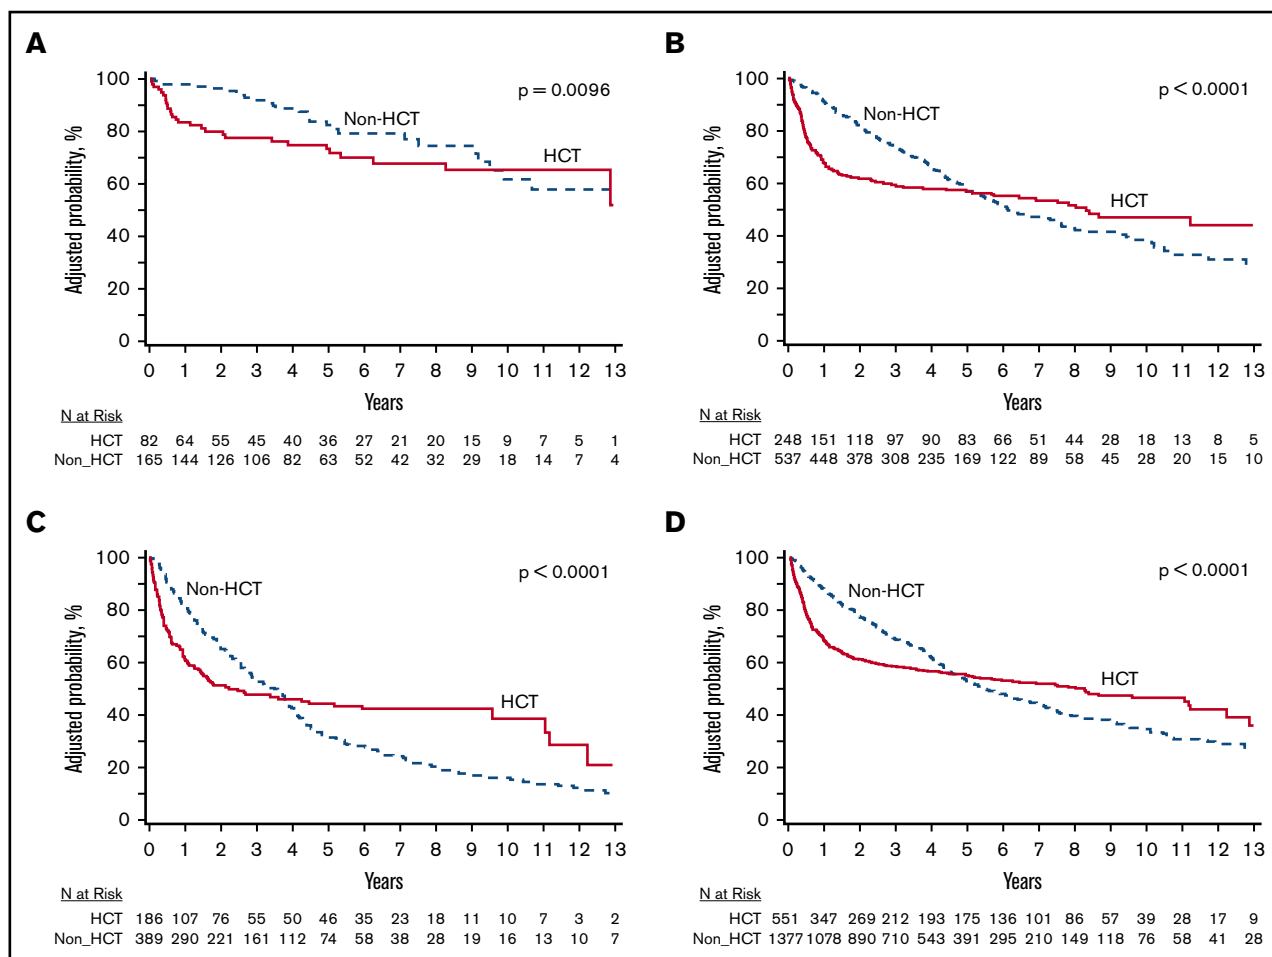 A
100
80
60
40
20
0
Adjusted probability, %
p = 0.0096
Non-HCT
HCT
0 1 2 3 4 5 6 7 8 9 10 11 12 13
Years
N at Risk
HCT 82 64 55 45 40 36 27 21 20 15 9 7 5 1
Non_HCT 165 144 126 106 82 63 52 42 32 29 18 14 7 4
B
100
80
60
40
20
0
Adjusted probability, %
p < 0.0001
Non-HCT
HCT
0 1 2 3 4 5 6 7 8 9 10 11 12 13
Years
N at Risk
HCT 248 151 118 97 90 83 66 51 44 28 18 13 8 5
Non_HCT 537 448 378 308 235 169 122 89 58 45 28 20 15 10
C
100
80
60
40
20
0
Adjusted probability, %
p < 0.0001
Non-HCT
HCT
0 1 2 3 4 5 6 7 8 9 10 11 12 13
Years
N at Risk
HCT 186 107 76 55 50 46 35 23 18 11 10 7 3 2
Non_HCT 389 290 221 161 112 74 58 38 28 19 16 13 10 7
D
100
80
60
40
20
0
Adjusted probability, %
p < 0.0001
Non-HCT
HCT
0 1 2 3 4 5 6 7 8 9 10 11 12 13
Years
N at Risk
HCT 551 347 269 212 193 175 136 101 86 57 39 28 17 9
Non_HCT 1377 1078 890 710 543 391 295 210 149 118 76 58 41 28